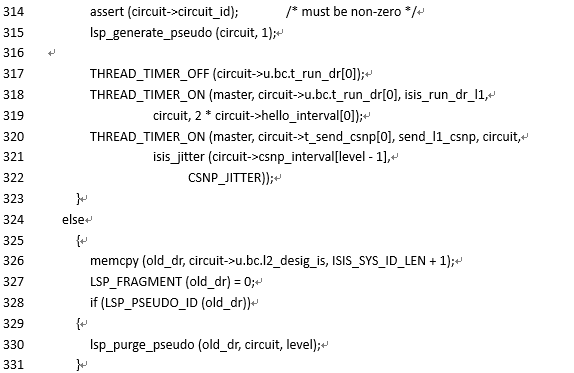 314 assert (circuit->circuit_id); /* must be non-zero */↵
315 lsp_generate_pseudo (circuit, 1);↵
316 ↵
317 THREAD_TIMER_OFF (circuit->u.bc.t_run_dr[0]);↵
318 THREAD_TIMER_ON (master, circuit->u.bc.t_run_dr[0], isis_run_dr_l1,↵
319 circuit, 2 * circuit->hello_interval[0]);↵
320 THREAD_TIMER_ON (master, circuit->t_send_csnp[0], send_l1_csnp, circuit,↵
321 isis_jitter (circuit->csnp_interval[level - 1],↵
322 CSNP_JITTER));↵
323 }↵
324 else↵
325 {↵
326 memcpy (old_dr, circuit->u.bc.l2_desig_is, ISIS_SYS_ID_LEN + 1);↵
327 LSP_FRAGMENT (old_dr) = 0;↵
328 if (LSP_PSEUDO_ID (old_dr))↵
329 {↵
330 lsp_purge_pseudo (old_dr, circuit, level);↵
331 }↵